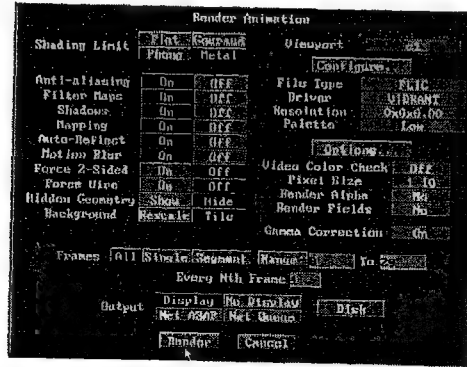 Render Animation
Shading Limit Flat Gouraud
Phong Metal
Viewport
Configure
Anti-aliasing On Off
Filter Maps On Off
Shadows On Off
Mapping On Off
Auto-Reflect On Off
Motion Blur On Off
Force 2-Sided On Off
Force Wire On Off
Hidden Geometry Show Hide
Background Rescale Tile
File Type FLIC
Driver VIBRANT
Resolution 0x0x0.00
Palette Low
Options
Video Color Check Off
Pixel Size 1.10
Render Alpha No
Render Fields No
Gamma Correction On
Frames All Single Segment Range To
Every Nth Frame
Output Display No Display Disk
Net ASAP Net Queue
Render Cancel